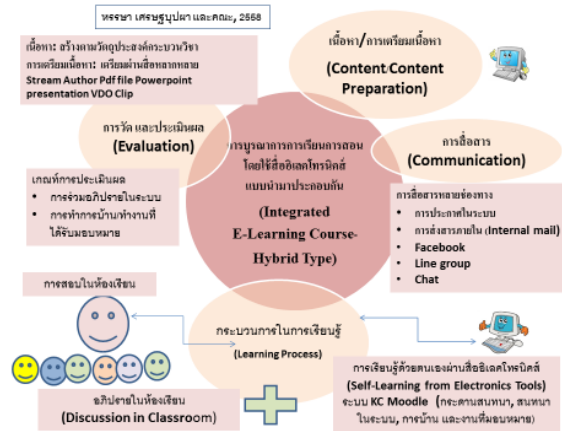 หรรษา เศรษฐบุปผา และคณะ, 2558
เนื้อหา: สร้างตามวัตถุประสงค์กระบวนวิชา
การเตรียมเนื้อหา: เตรียมผ่านสื่อหลากหลาย
Stream Author Pdf file Powerpoint
presentation VDO Clip
เนื้อหา/การเตรียมเนื้อหา
(Content/Content
Preparation)
การวัด และประเมินผล
(Evaluation)
การบูรณาการการเรียนการสอน
โดยใช้สื่ออิเลคโทรนิคส์
แบบนำมาประกอบกัน
(Integrated
E-Learning Course-
Hybrid Type)
การสื่อสาร
(Communication)
เกณฑ์การประเมินผล
• การร่วมอภิปรายในระบบ
• การทำการบ้าน/ทำงานที่
ได้รับมอบหมาย
การสื่อสารหลายช่องทาง
• การประกาศในระบบ
• การส่งสารภายใน (Internal mail)
• Facebook
• Line group
• Chat
การสอนในห้องเรียน
กระบวนการในการเรียนรู้
(Learning Process)
อภิปรายในห้องเรียน
(Discussion in Classroom)
การเรียนรู้ด้วยตนเองผ่านสื่ออิเลคโทรนิคส์
(Self-Learning from Electronics Tools)
ระบบ KC Moodle (กระดานสนทนา, สนทนา
ในระบบ, การบ้าน และงานที่มอบหมาย)